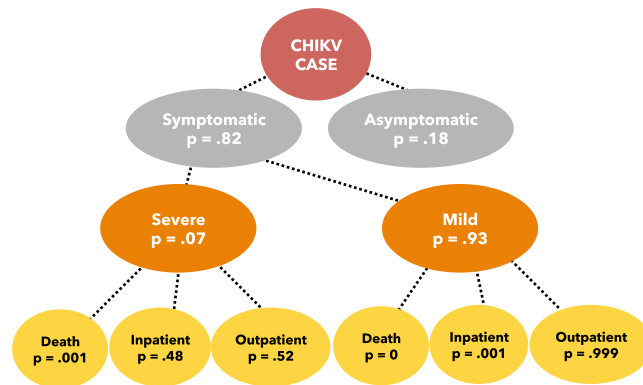 CHIKV
CASE
Symptomatic
p = .82
Asymptomatic
p = .18
Severe
p = .07
Mild
p = .93
Death
p = .001
Inpatient
p = .48
Outpatient
p = .52
Death
p = 0
Inpatient
p = .001
Outpatient
p = .999